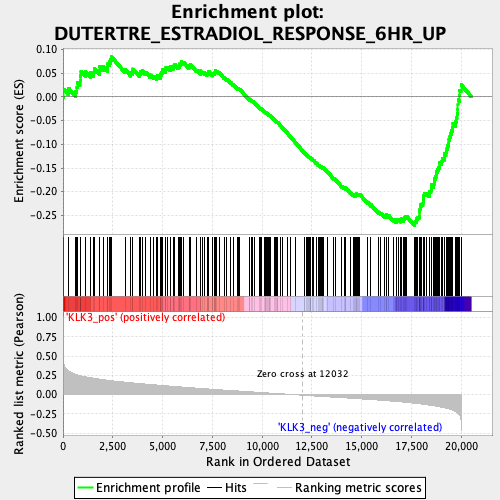 Enrichment plot:
DUTERTRE_ESTRADIOL_RESPONSE_6HR_UP
Enrichment score (ES)
0.10
0.05
0.00
-0.05
-0.10
-0.15
-0.20
-0.25
'KLK3_pos' (positively correlated)
Ranked list metric (Pearson)
1.00
0.75
0.50
0.25
0.00
-0.25
-0.50
Zero cross at 12032
'KLK3_neg' (negatively correlated)
0
2,500
5,000
7,500
10,000
12,500
15,000
17,500
20,000
Rank in Ordered Dataset
Enrichment profile
Hits
Ranking metric scores